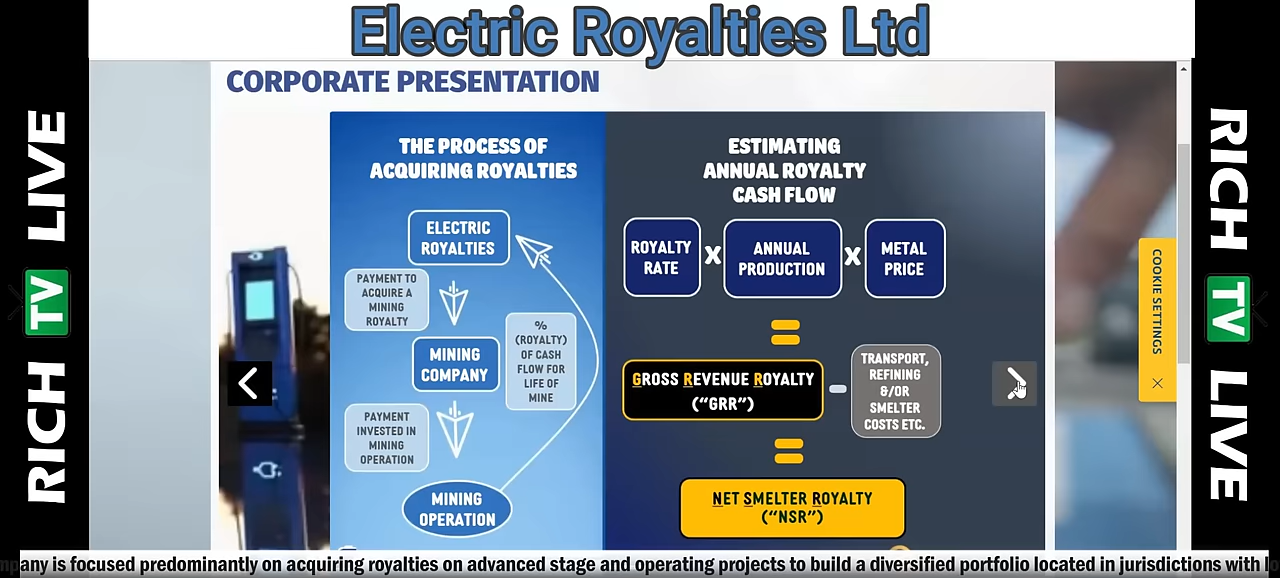 Electric Royalties Ltd
CORPORATE PRESENTATION
THE PROCESS OF
ACQUIRING ROYALTIES
ELECTRIC
ROYALTIES
PAYMENT TO
ACQUIRE A
MINING
ROYALTY
MINING
COMPANY
%
(ROYALTY)
OF CASH
FLOW FOR
LIFE OF
MINE
PAYMENT
INVESTED IN
MINING
OPERATION
MINING
OPERATION
ESTIMATING
ANNUAL ROYALTY
CASH FLOW
ROYALTY
RATE
X
ANNUAL
PRODUCTION
X
METAL
PRICE
=
GROSS REVENUE ROYALTY
("GRR")
-
TRANSPORT,
REFINING
&/OR
SMELTER
COSTS ETC.
=
NET SMELTER ROYALTY
("NSR")
COOKIE SETTINGS
RICH TV LIVE
RICH TV LIVE
mpany is focused predominantly on acquiring royalties on advanced stage and operating projects to build a diversified portfolio located in jurisdictions with